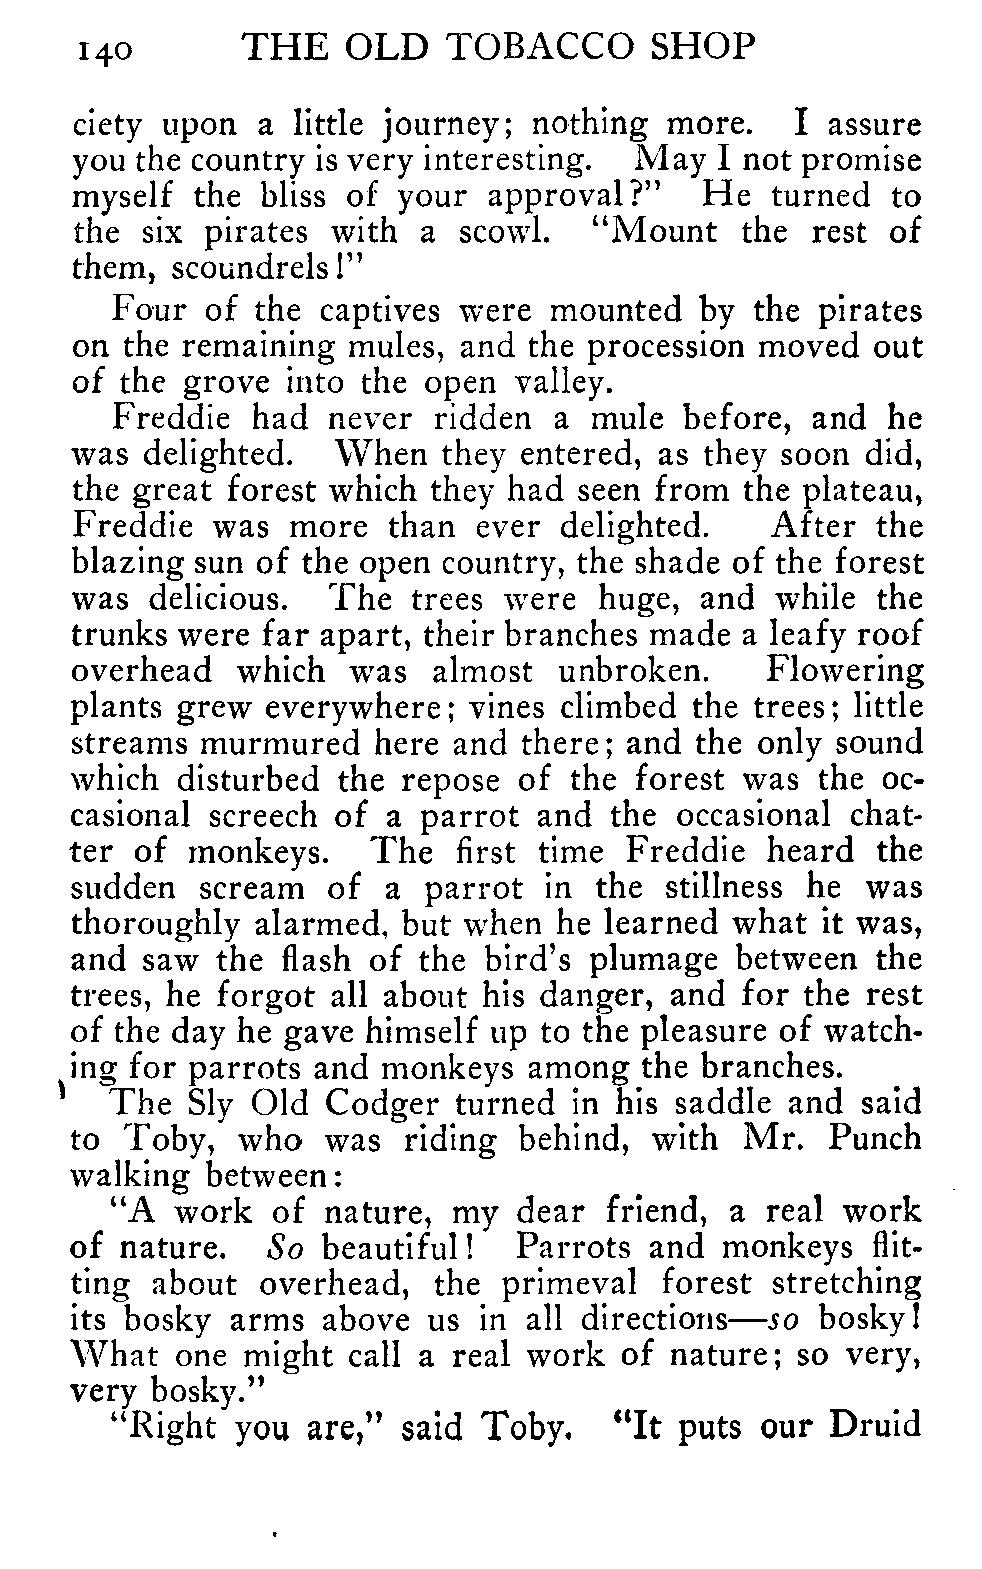 140 THE OLD TOBACCO SHOP
ciety upon a little journey; nothing more. I assure
you the country is very interesting. May I not promise
myself the bliss of your approval?” He turned to
the six pirates with a scowl. “Mount the rest of
them, scoundrels!”
Four of the captives were mounted by the pirates
on the remaining mules, and the procession moved out
of the grove into the open valley.
Freddie had never ridden a mule before, and he
was delighted. When they entered, as they soon did,
the great forest which they had seen from the plateau,
Freddie was more than ever delighted. After the
blazing sun of the open country, the shade of the forest
was delicious. The trees were huge, and while the
trunks were far apart, their branches made a leafy roof
overhead which was almost unbroken. Flowering
plants grew everywhere; vines climbed the trees; little
streams murmured here and there; and the only sound
which disturbed the repose of the forest was the oc-
casional screech of a parrot and the occasional chat-
ter of monkeys. The first time Freddie heard the
sudden scream of a parrot in the stillness he was
thoroughly alarmed, but when he learned what it was,
and saw the flash of the bird’s plumage between the
trees, he forgot all about his danger, and for the rest
of the day he gave himself up to the pleasure of watch-
ing for parrots and monkeys among the branches.
The Sly Old Codger turned in his saddle and said
to Toby, who was riding behind, with Mr. Punch
walking between:
“A work of nature, my dear friend, a real work
of nature. So beautiful! Parrots and monkeys flit-
ting about overhead, the primeval forest stretching
its bosky arms above us in all directions—so bosky!
What one might call a real work of nature; so very,
very bosky.”
“Right you are,” said Toby. “It puts our Druid